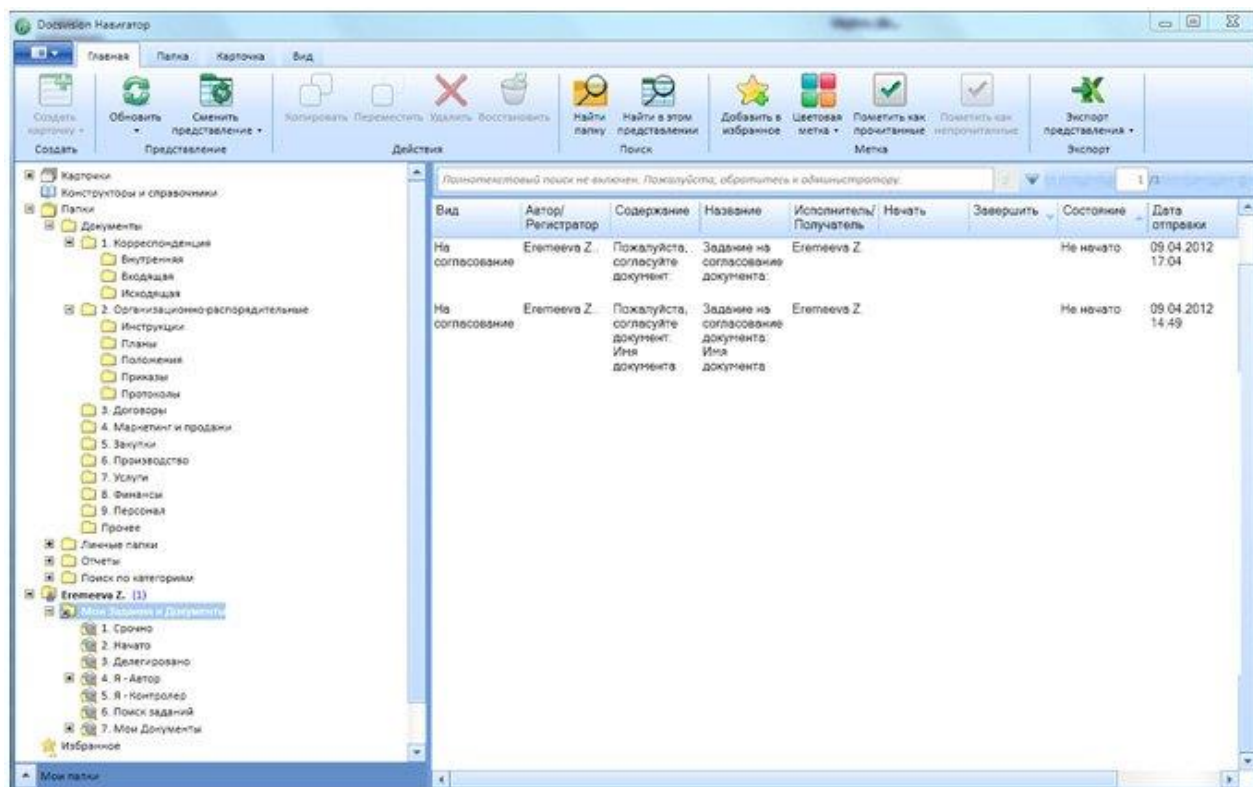 Docsvision Навигатор
Главная Папка Карточка Вид
Создать карточку
Обновить
Сменить представление
Копировать Переместить Удалить Восстановить
Найти папку
Найти в этом представлении
Добавить в избранное
Цветовая метка
Пометить как прочитанные
Пометить как непрочитанные
Экспорт представления
Создать Представление Действия Поиск Метка Экспорт
Карточки
Конструкторы и справочники
Папки
Документы
1. Корреспонденция
Внутренняя
Входящая
Исходящая
2. Организационно-распорядительные
Инструкции
Планы
Положения
Приказы
Протоколы
3. Договоры
4. Маркетинг и продажи
5. Закупки
6. Производство
7. Услуги
8. Финансы
9. Персонал
Прочее
Личные папки
Отчеты
Поиск по категориям
Eremeeva Z. (1)
Мои Задания и Документы
1. Срочно
2. Начато
3. Делегировано
4. Я - Автор
5. Я - Контролер
6. Поиск заданий
7. Мои Документы
Избранное
Мои папки
Полнотекстовый поиск не включен. Пожалуйста, обратитесь к администратору.
1 /1
Вид Автор/ Содержание Название Исполнитель/ Начать Завершить Состояние Дата
Регистратор Получатель отправки
На Eremeeva Z. Пожалуйста, Задание на Eremeeva Z. Не начато 09.04.2012
согласование согласуйте согласование 17:04
документ: документа:
На Eremeeva Z. Пожалуйста, Задание на Eremeeva Z. Не начато 09.04.2012
согласование согласуйте согласование 14:49
документ: документа:
Имя Имя
документа документа